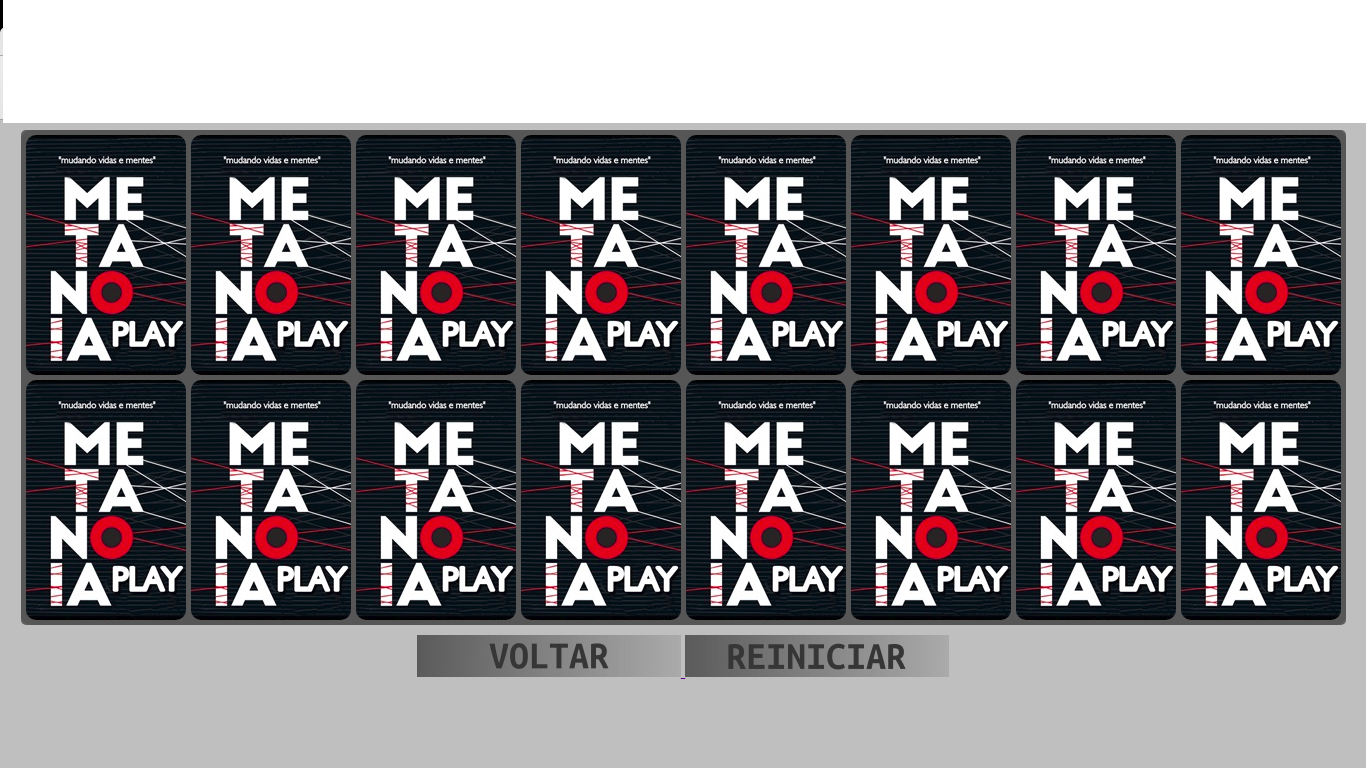 "mudando vidas e mentes" "mudando vidas e mentes" "mudando vidas e mentes" "mudando vidas e mentes" "mudando vidas e mentes" "mudando vidas e mentes" "mudando vidas e mentes" "mudando vidas e mentes"
ME ME ME ME ME ME ME ME
TA TA TA TA TA TA TA TA
NO NO NO NO NO NO NO NO
IA PLAY IA PLAY IA PLAY IA PLAY IA PLAY IA PLAY IA PLAY IA PLAY
"mudando vidas e mentes" "mudando vidas e mentes" "mudando vidas e mentes" "mudando vidas e mentes" "mudando vidas e mentes" "mudando vidas e mentes" "mudando vidas e mentes" "mudando vidas e mentes"
ME ME ME ME ME ME ME ME
TA TA TA TA TA TA TA TA
NO NO NO NO NO NO NO NO
IA PLAY IA PLAY IA PLAY IA PLAY IA PLAY IA PLAY IA PLAY IA PLAY
VOLTAR REINICIAR